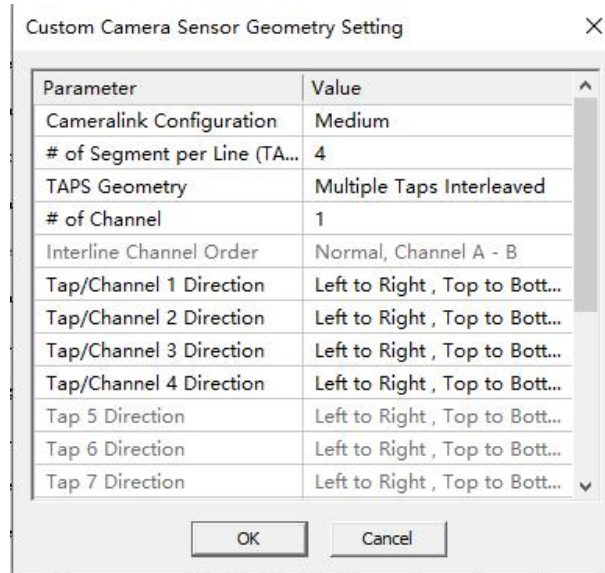 Custom Camera Sensor Geometry Setting
Parameter Value
Cameralink Configuration Medium
# of Segment per Line (TA... 4
TAPS Geometry Multiple Taps Interleaved
# of Channel 1
Interline Channel Order Normal, Channel A - B
Tap/Channel 1 Direction Left to Right , Top to Bott...
Tap/Channel 2 Direction Left to Right , Top to Bott...
Tap/Channel 3 Direction Left to Right , Top to Bott...
Tap/Channel 4 Direction Left to Right , Top to Bott...
Tap 5 Direction Left to Right , Top to Bott...
Tap 6 Direction Left to Right , Top to Bott...
Tap 7 Direction Left to Right , Top to Bott...
OK Cancel